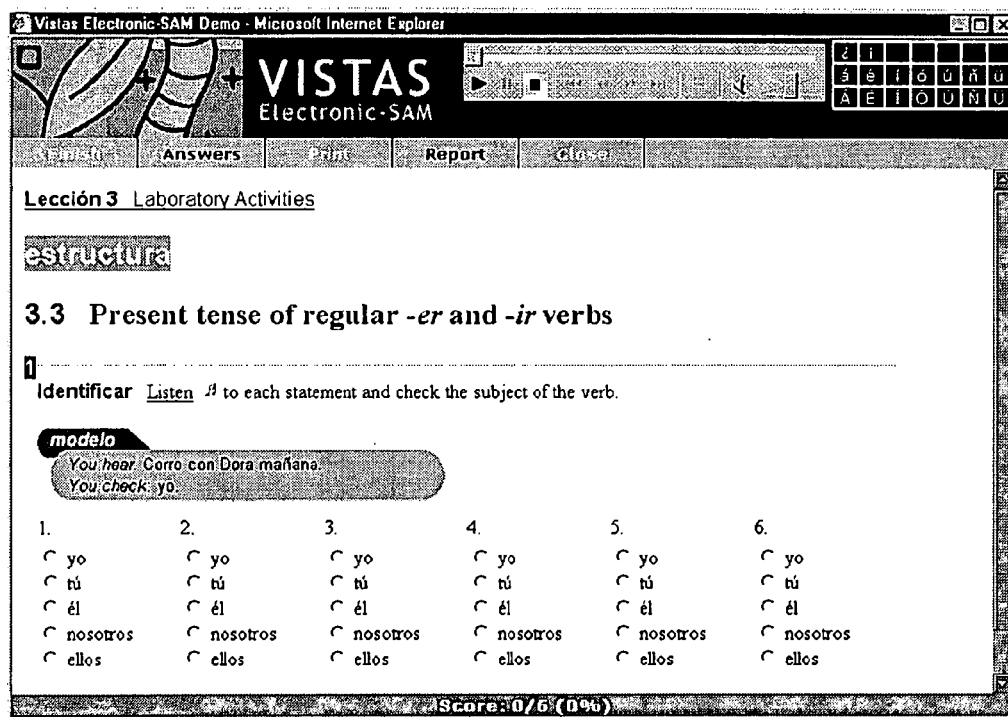 Vistas Electronic-SAM Demo - Microsoft Internet Explorer
VISTAS
Electronic-SAM
¿ ¡
á é í ó ú ñ ü
Á É Í Ó Ú Ñ Ü
Answers Print Report Close
Lección 3 Laboratory Activities
estructura
3.3 Present tense of regular -er and -ir verbs
1
Identificar Listen to each statement and check the subject of the verb.
modelo
You hear: Corro con Dora mañana.
You check: yo.
1. 2. 3. 4. 5. 6.
yo yo yo yo yo yo
tú tú tú tú tú tú
él él él él él él
nosotros nosotros nosotros nosotros nosotros nosotros
ellos ellos ellos ellos ellos ellos
Score: 0/6 (0%)